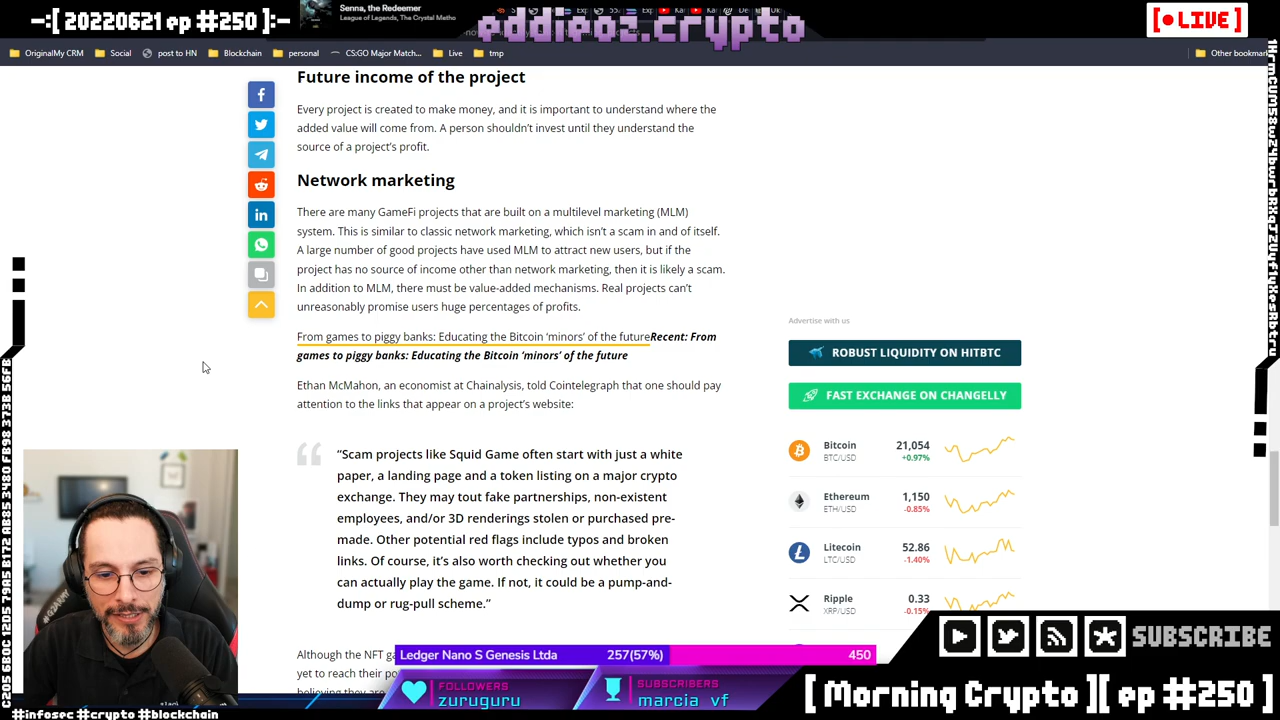 -:[ 20220621 ep #250 ]:-
Senna, the Redeemer
League of Legends, The Crystal Metho
eddieoz.crypto
[ LIVE ]
OriginalMy CRM
Social
post to HN
Blockchain
personal
CS:GO Major Match...
Live
tmp
Other bookmar
Future income of the project
Every project is created to make money, and it is important to understand where the
added value will come from. A person shouldn't invest until they understand the
source of a project's profit.
Network marketing
There are many GameFi projects that are built on a multilevel marketing (MLM)
system. This is similar to classic network marketing, which isn't a scam in and of itself.
A large number of good projects have used MLM to attract new users, but if the
project has no source of income other than network marketing, then it is likely a scam.
In addition to MLM, there must be value-added mechanisms. Real projects can't
unreasonably promise users huge percentages of profits.
From games to piggy banks: Educating the Bitcoin 'minors' of the futureRecent: From
games to piggy banks: Educating the Bitcoin 'minors' of the future
Ethan McMahon, an economist at Chainalysis, told Cointelegraph that one should pay
attention to the links that appear on a project's website:
"Scam projects like Squid Game often start with just a white
paper, a landing page and a token listing on a major crypto
exchange. They may tout fake partnerships, non-existent
employees, and/or 3D renderings stolen or purchased pre-
made. Other potential red flags include typos and broken
links. Of course, it's also worth checking out whether you
can actually play the game. If not, it could be a pump-and-
dump or rug-pull scheme."
Although the NFT ga
yet to reach their po
believing they are
Advertise with us
ROBUST LIQUIDITY ON HITBTC
FAST EXCHANGE ON CHANGELLY
Bitcoin 21,054
BTC/USD +0.97%
Ethereum 1,150
ETH/USD -0.85%
Litecoin 52.86
LTC/USD -1.40%
Ripple 0.33
XRP/USD -0.15%
Ledger Nano S Genesis Ltda 257(57%) 450
FOLLOWERS
zuruguru
SUBSCRIBERS
marcia_vf
SUBSCRIBE
[ Morning Crypto ][ ep #250 ]
#infosec #crypto #blockchain